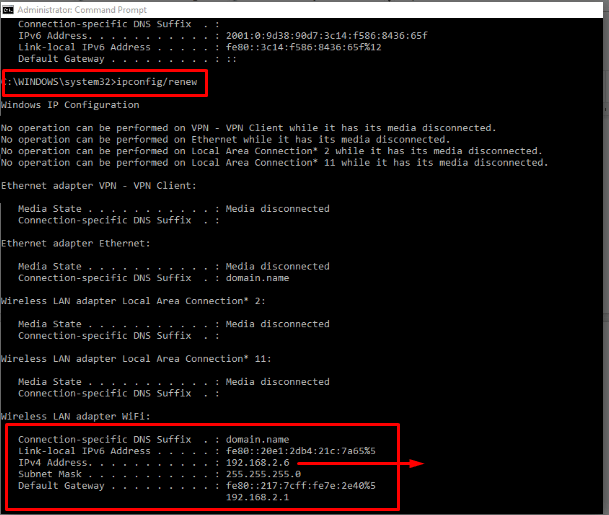 Administrator: Command Prompt
Connection-specific DNS Suffix . :
IPv6 Address. . . . . . . . . . . : 2001:0:9d38:90d7:3c14:f586:8436:65f
Link-local IPv6 Address . . . . . : fe80::3c14:f586:8436:65f%12
Default Gateway . . . . . . . . . : ::
C:\WINDOWS\system32>ipconfig/renew
Windows IP Configuration
No operation can be performed on VPN - VPN Client while it has its media disconnected.
No operation can be performed on Ethernet while it has its media disconnected.
No operation can be performed on Local Area Connection* 2 while it has its media disconnected.
No operation can be performed on Local Area Connection* 11 while it has its media disconnected.
Ethernet adapter VPN - VPN Client:
Media State . . . . . . . . . . . : Media disconnected
Connection-specific DNS Suffix . :
Ethernet adapter Ethernet:
Media State . . . . . . . . . . . : Media disconnected
Connection-specific DNS Suffix . : domain.name
Wireless LAN adapter Local Area Connection* 2:
Media State . . . . . . . . . . . : Media disconnected
Connection-specific DNS Suffix . :
Wireless LAN adapter Local Area Connection* 11:
Media State . . . . . . . . . . . : Media disconnected
Connection-specific DNS Suffix . :
Wireless LAN adapter WiFi:
Connection-specific DNS Suffix . : domain.name
Link-local IPv6 Address . . . . . : fe80::20e1:2db4:21c:7a65%5
IPv4 Address. . . . . . . . . . . : 192.168.2.6
Subnet Mask . . . . . . . . . . . : 255.255.255.0
Default Gateway . . . . . . . . . : fe80::217:7cff:fe7e:2e40%5
192.168.2.1